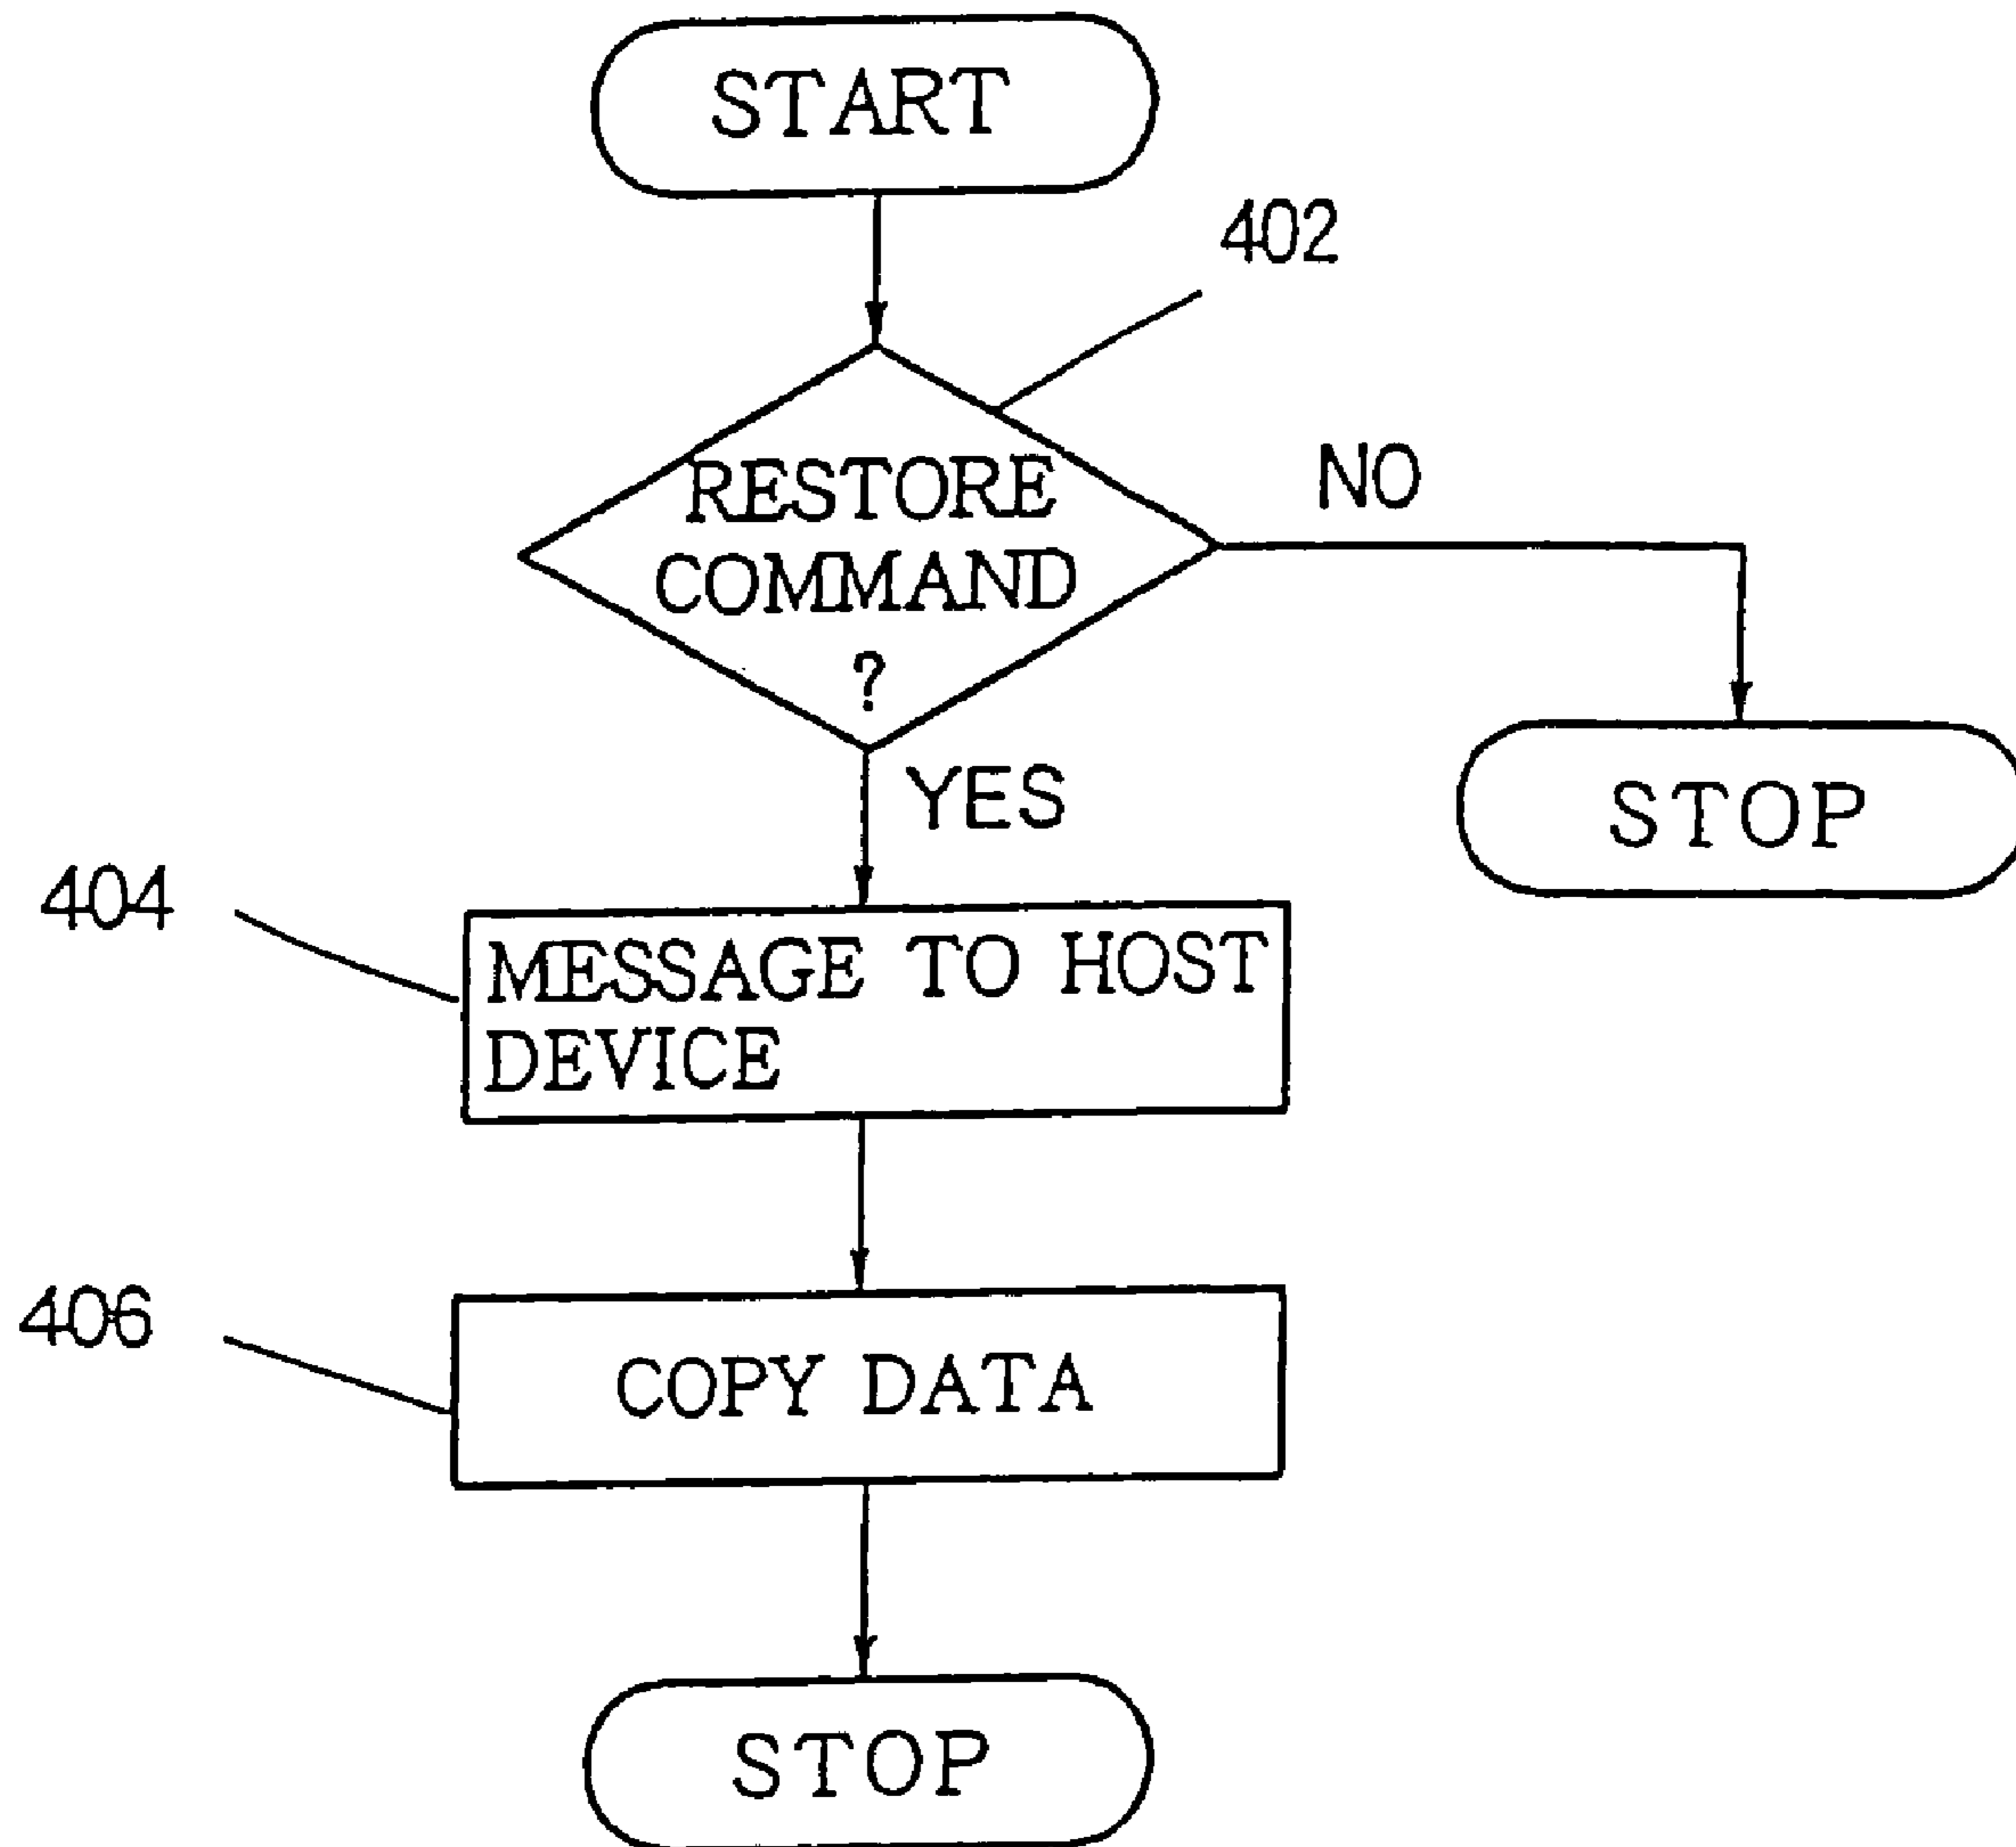 START
402
RESTORE
COMMAND
?
NO
YES
STOP
404
MESSAGE TO HOST
DEVICE
406
COPY DATA
STOP